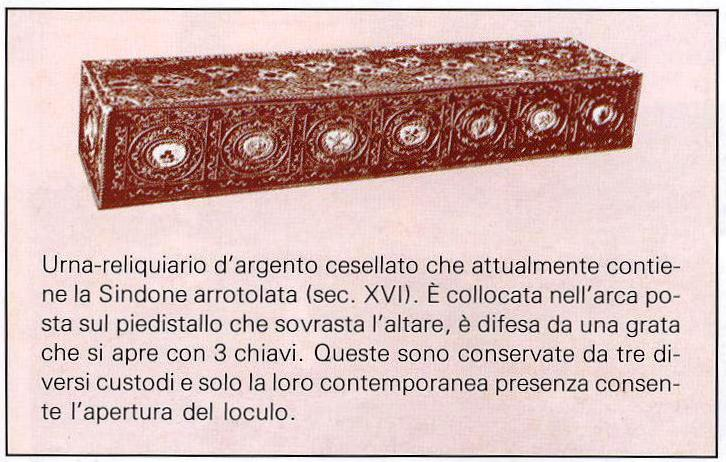 Urna-reliquiario d'argento cesellato che attualmente contie-
ne la Sindone arrotolata (sec. XVI). È collocata nell'arca po-
sta sul piedistallo che sovrasta l'altare, è difesa da una grata
che si apre con 3 chiavi. Queste sono conservate da tre di-
versi custodi e solo la loro contemporanea presenza consen-
te l'apertura del loculo.